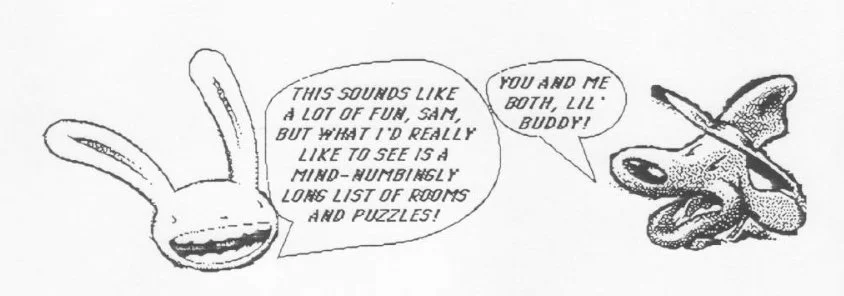 THIS SOUNDS LIKE
A LOT OF FUN, SAM,
BUT WHAT I'D REALLY
LIKE TO SEE IS A
MIND-NUMBINGLY
LONG LIST OF ROOMS
AND PUZZLES!
YOU AND ME
BOTH, LIL'
BUDDY!